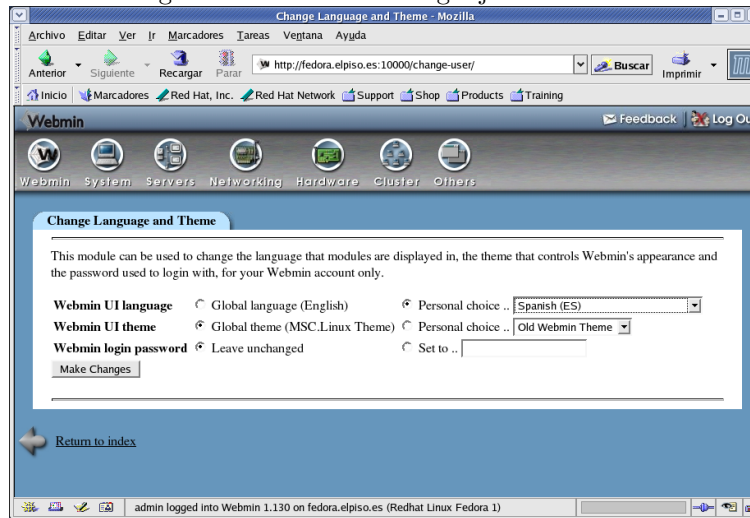 Change Language and Theme - Mozilla
Archivo Editar Ver Ir Marcadores Tareas Ventana Ayuda
Anterior Siguiente Recargar Parar http://fedora.elpiso.es:10000/change-user/ Buscar Imprimir
Inicio Marcadores Red Hat, Inc. Red Hat Network Support Shop Products Training
Webmin Feedback Log Ou
Webmin System Servers Networking Hardware Cluster Others
Change Language and Theme
This module can be used to change the language that modules are displayed in, the theme that controls Webmin's appearance and
the password used to login with, for your Webmin account only.
Webmin UI language Global language (English) Personal choice .. Spanish (ES)
Webmin UI theme Global theme (MSC.Linux Theme) Personal choice .. Old Webmin Theme
Webmin login password Leave unchanged Set to ..
Make Changes
Return to index
admin logged into Webmin 1.130 on fedora.elpiso.es (Redhat Linux Fedora 1)